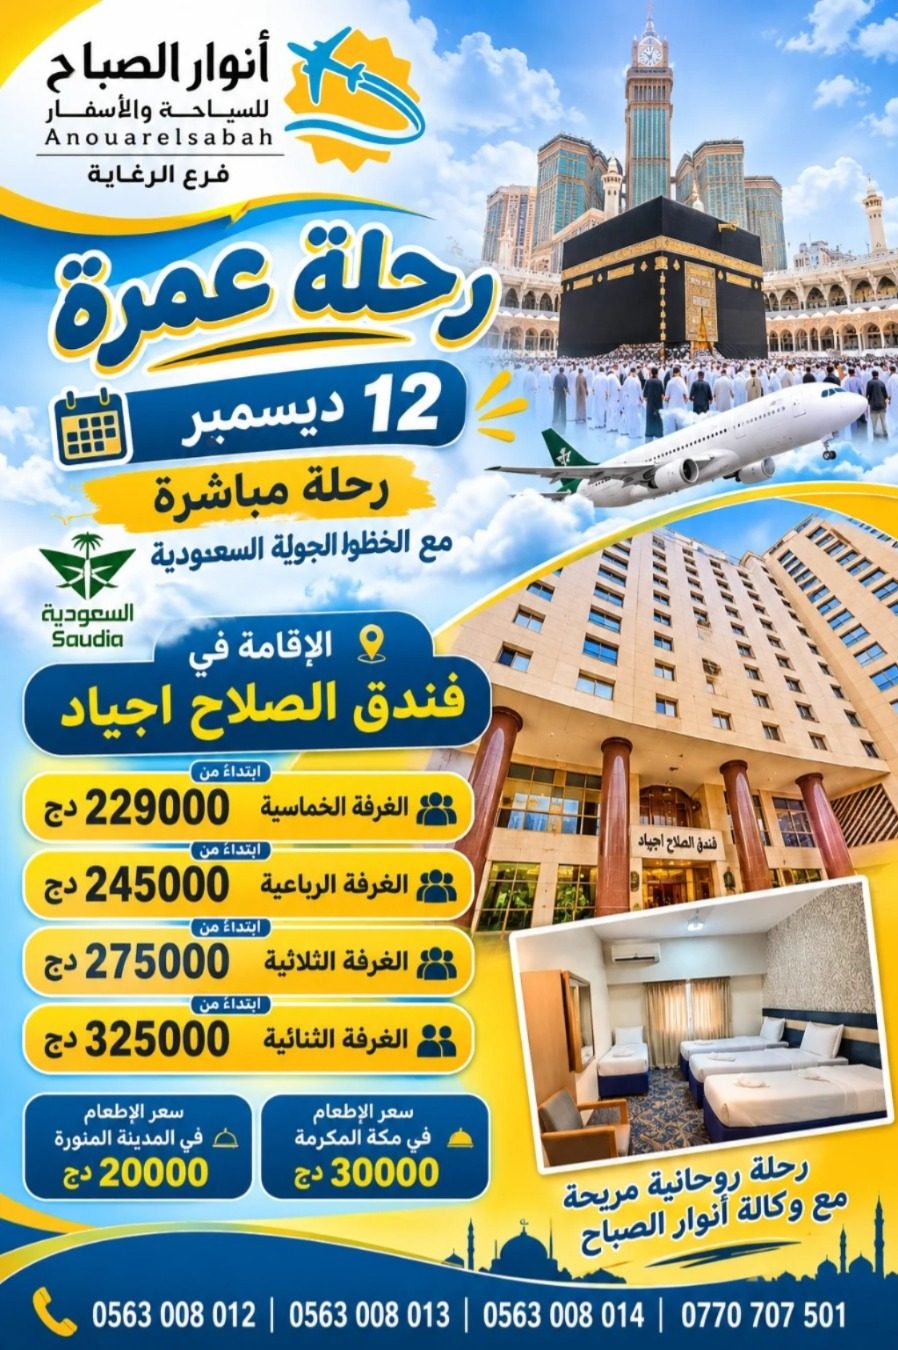 أنوار الصباح
للسياحة والأسفار
Anouarelsabah
فرع الرغاية
رحلة عمرة
12 ديسمبر
رحلة مباشرة
مع الخظوا الجولة السعودية
السعودية
Saudia
الإقامة في
فندق الصلاح اجياد
ابتداءً من
الغرفة الخماسية 229000 دج
ابتداءً من
الغرفة الرباعية 245000 دج
ابتداءً من
الغرفة الثلاثية 275000 دج
ابتداءً من
الغرفة الثنائية 325000 دج
سعر الإطعام
في مكة المكرمة
30000 دج
سعر الإطعام
في المدينة المنورة
20000 دج
فندق الصلاح اجياد
رحلة روحانية مريحة
مع وكالة أنوار الصباح
0563 008 012 | 0563 008 013 | 0563 008 014 | 0770 707 501